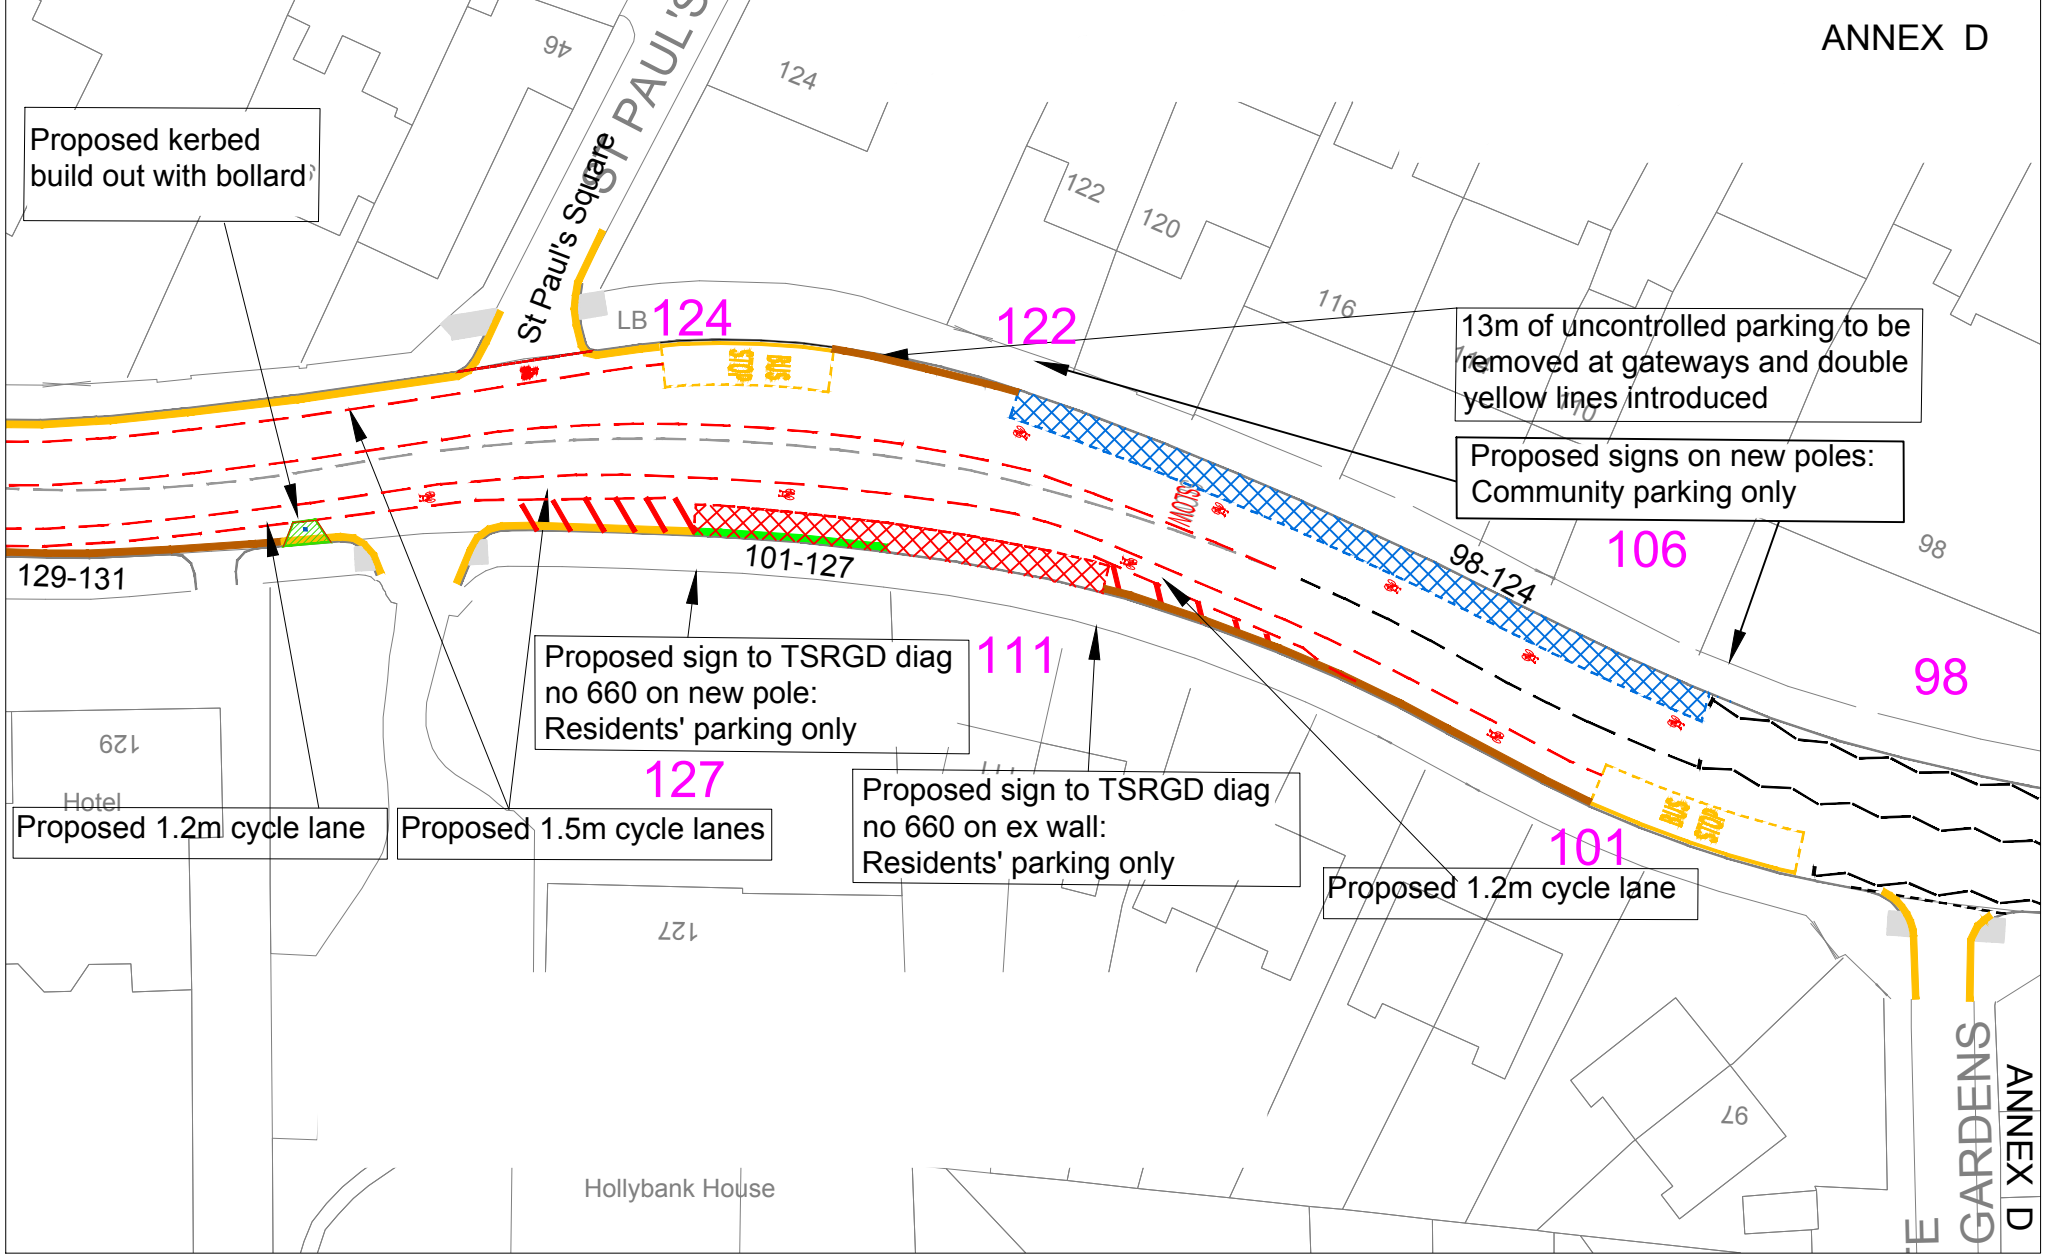 ANNEX D
46
ST PAUL'S
124
Proposed kerbed
build out with bollard
St Paul's Square
122
120
116
LB
124
122
13m of uncontrolled parking to be
removed at gateways and double
yellow lines introduced
114
110
BUS
STOP
Proposed signs on new poles:
Community parking only
SLOW
106
98
98-124
129-131
101-127
Proposed sign to TSRGD diag
no 660 on new pole:
Residents' parking only
111
98
129
Hotel
127
Proposed sign to TSRGD diag
no 660 on ex wall:
Residents' parking only
Proposed 1.2m cycle lane
Proposed 1.5m cycle lanes
BUS
STOP
101
Proposed 1.2m cycle lane
127
97
GARDENS
ANNEX D
Hollybank House